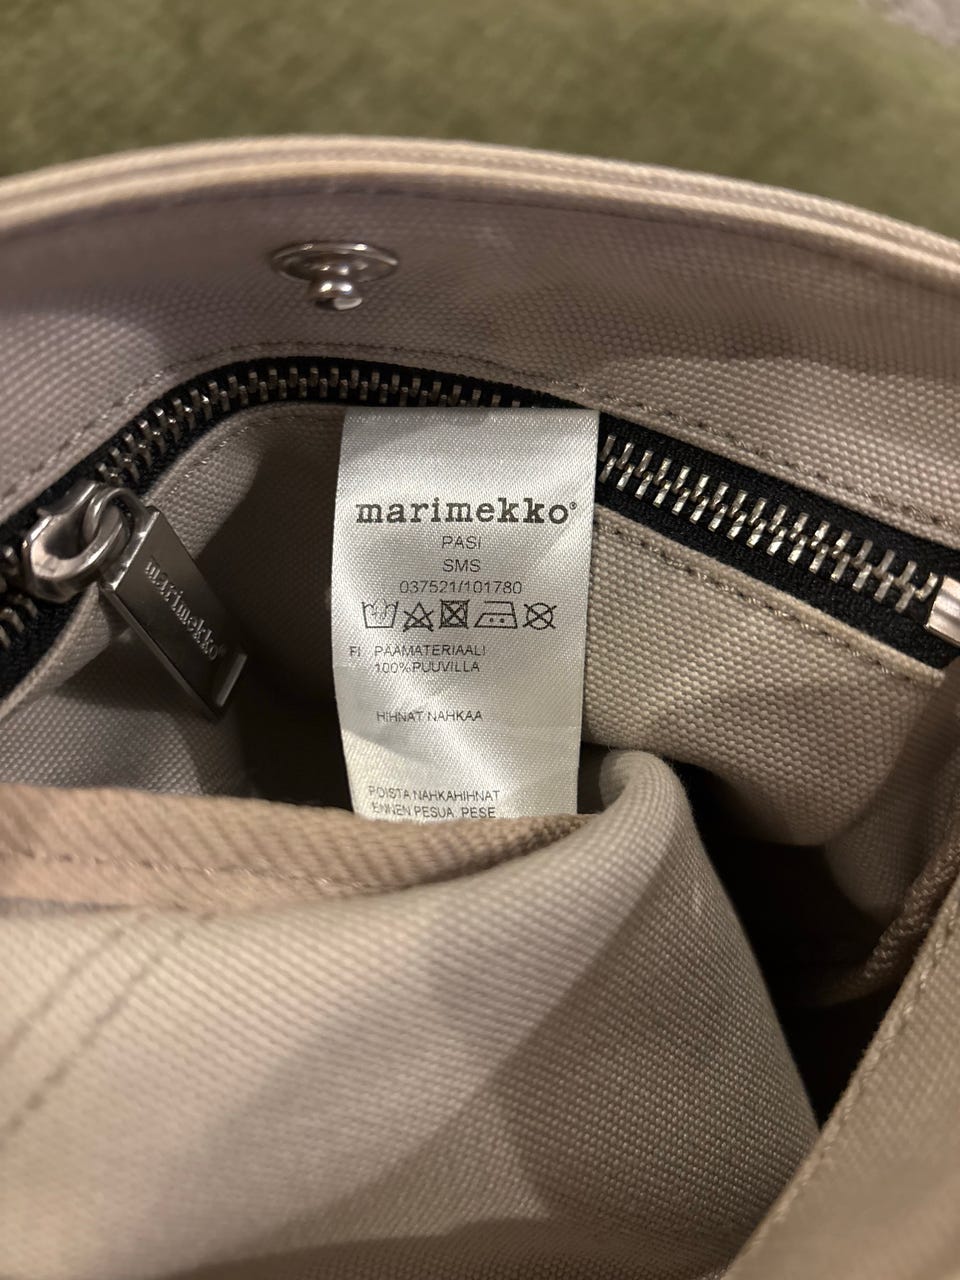 marimekko®
PASI
SMS
037521/101780
FI PÄÄMATERIAALI
100%PUUVILLA
HIHNAT NAHKAA
POISTA NAHKAHIHNAT
ENNEN PESUA. PESE
marimekko®